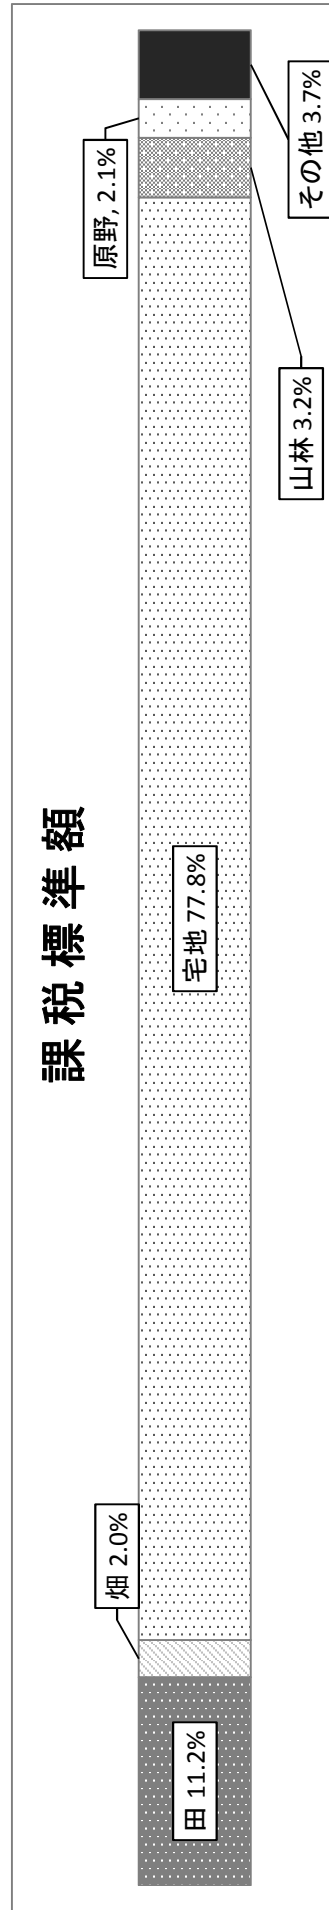 課税標準額
田 11.2%
畑 2.0%
宅地 77.8%
山林 3.2%
原野, 2.1%
その他 3.7%